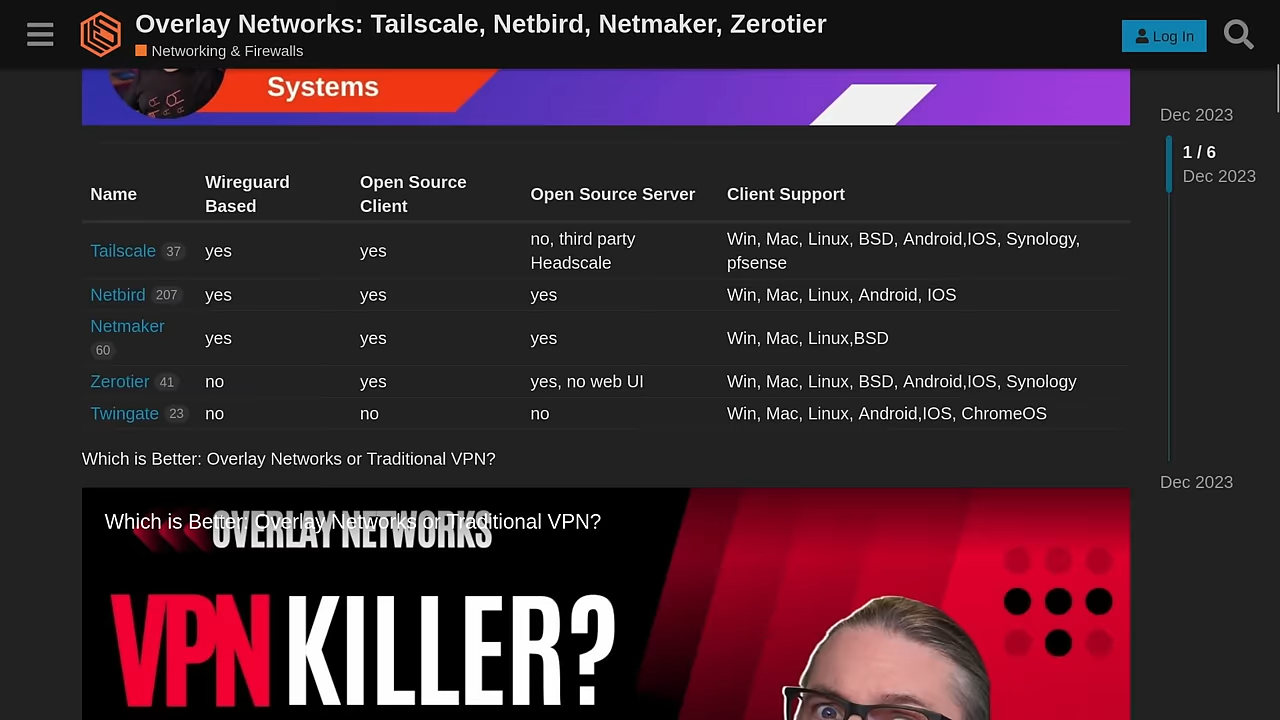 Overlay Networks: Tailscale, Netbird, Netmaker, Zerotier
Networking & Firewalls
Log In
Systems
Dec 2023
1 / 6
Dec 2023
Name Wireguard Based Open Source Client Open Source Server Client Support
Tailscale 37 yes yes no, third party Headscale Win, Mac, Linux, BSD, Android,IOS, Synology, pfsense
Netbird 207 yes yes yes Win, Mac, Linux, Android, IOS
Netmaker 60 yes yes yes Win, Mac, Linux,BSD
Zerotier 41 no yes yes, no web UI Win, Mac, Linux, BSD, Android,IOS, Synology
Twingate 23 no no no Win, Mac, Linux, Android,IOS, ChromeOS
Which is Better: Overlay Networks or Traditional VPN?
Dec 2023
Which is Better: Overlay Networks or Traditional VPN?
OVERLAY NETWORKS
VPN KILLER?